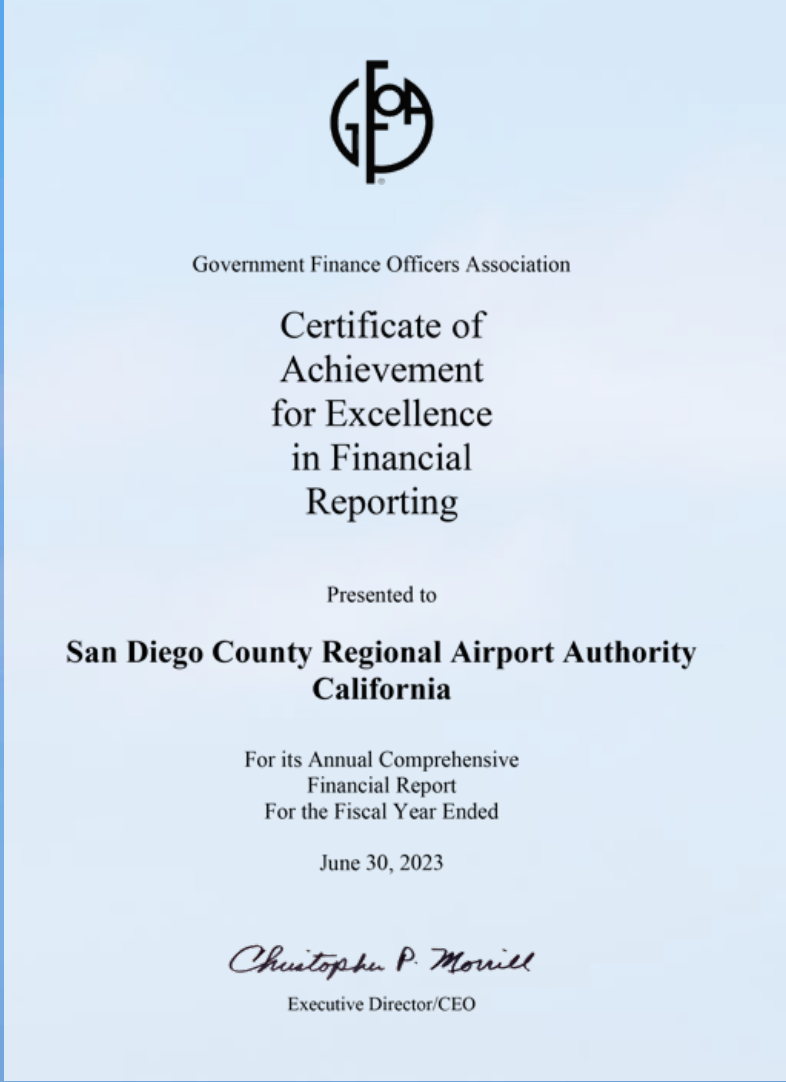 GFOA
Government Finance Officers Association
Certificate of
Achievement
for Excellence
in Financial
Reporting
Presented to
San Diego County Regional Airport Authority
California
For its Annual Comprehensive
Financial Report
For the Fiscal Year Ended
June 30, 2023
Christopher P. Morrill
Executive Director/CEO